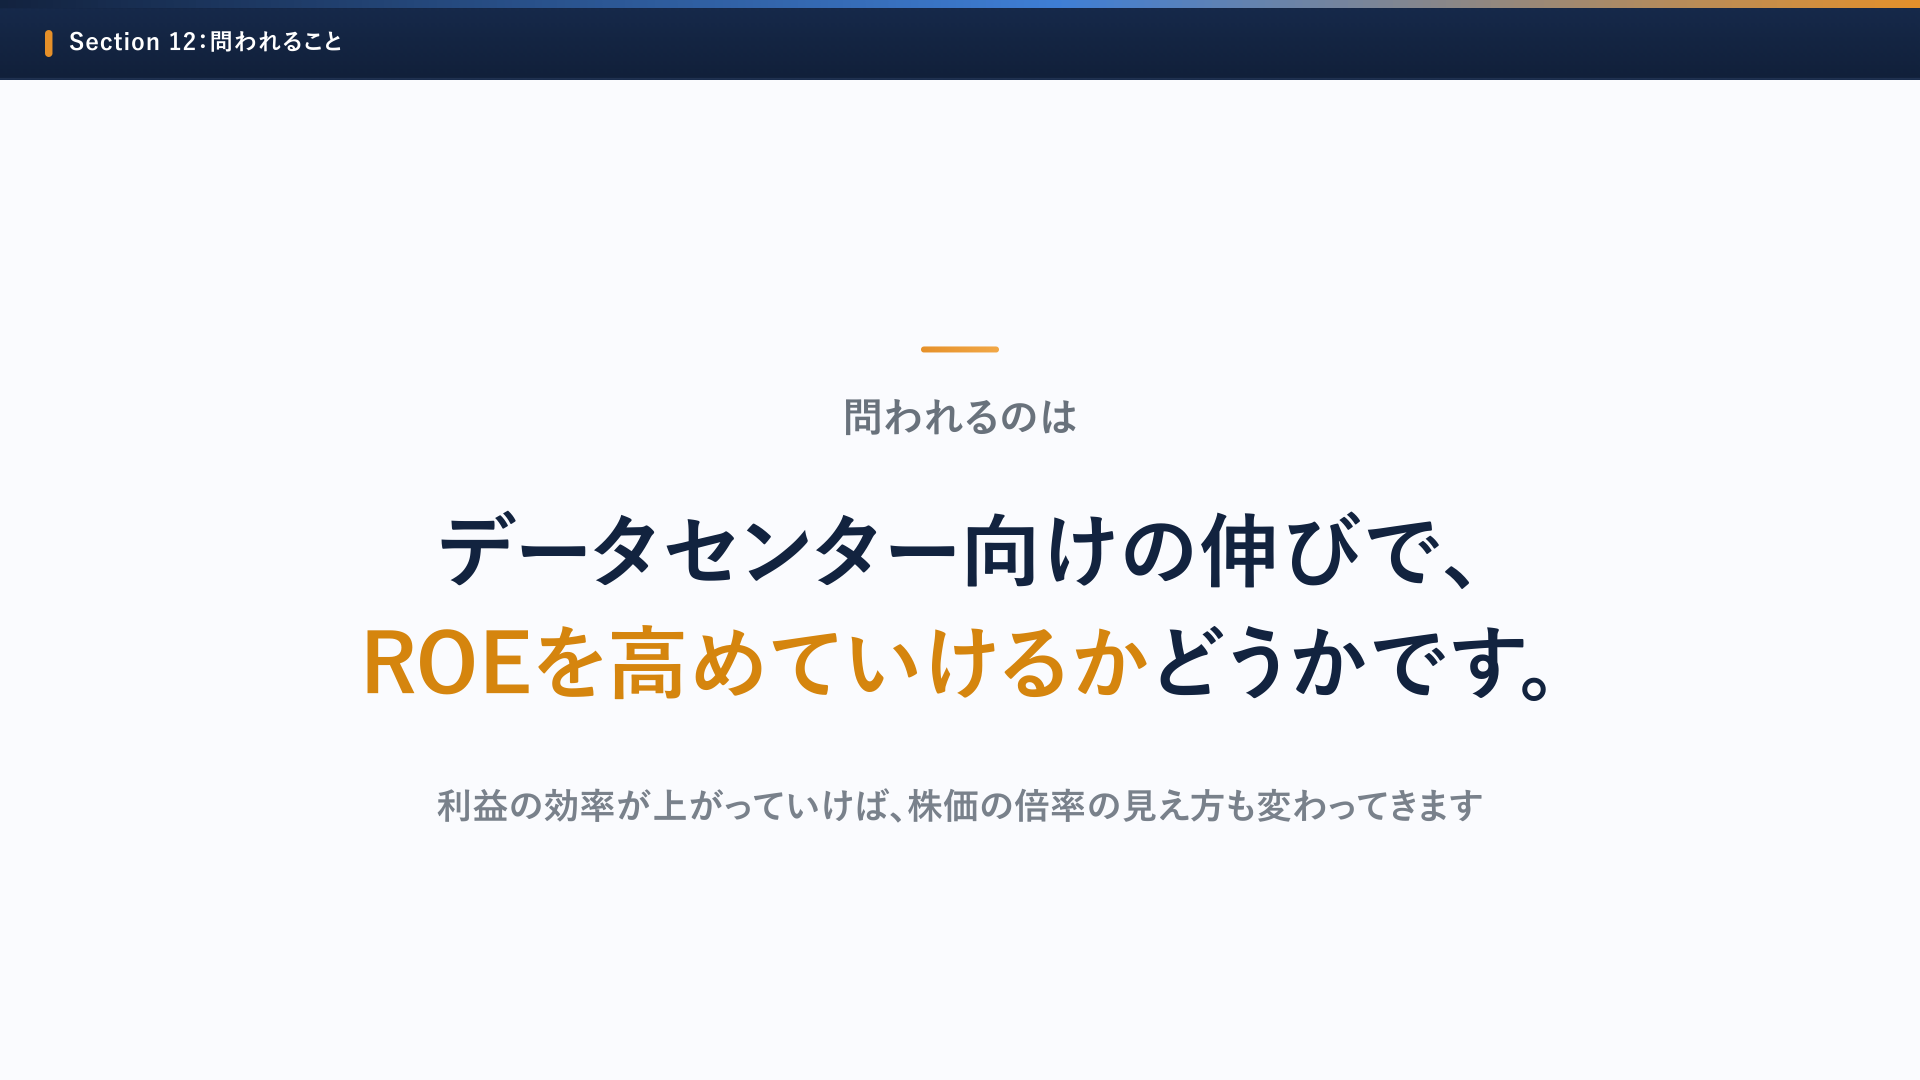 Section 12：問われること
問われるのは
データセンター向けの伸びで、
ROEを高めていけるかどうかです。
利益の効率が上がっていけば、株価の倍率の見え方も変わってきます